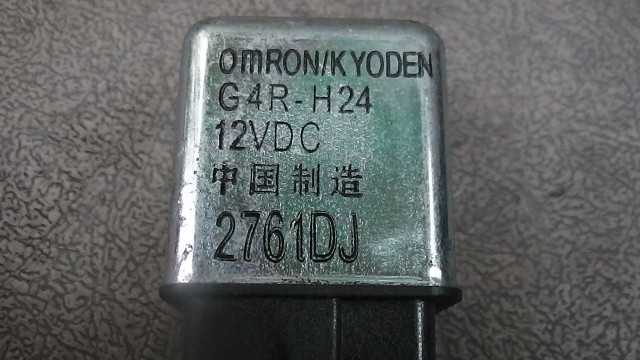 omRON/KYODEN
G4R-H24
12VDC
中国制造
2761DJ